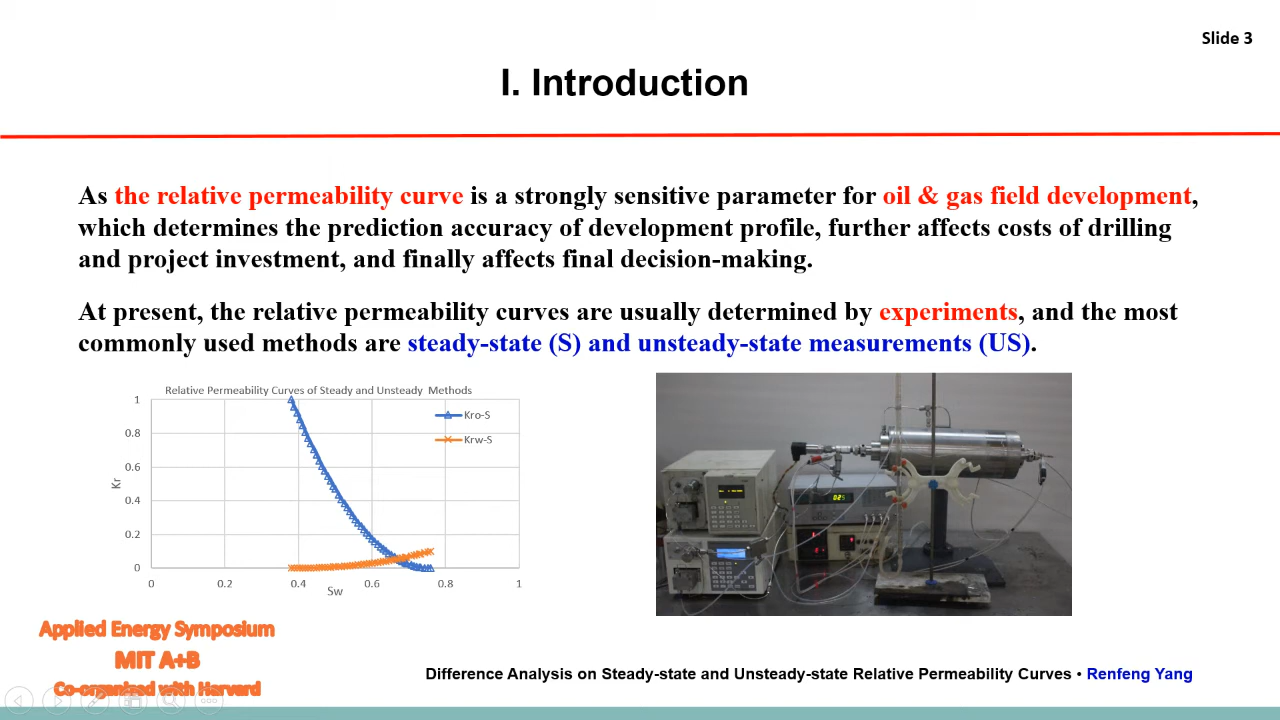 Slide 3
I. Introduction
As the relative permeability curve is a strongly sensitive parameter for oil & gas field development,
which determines the prediction accuracy of development profile, further affects costs of drilling
and project investment, and finally affects final decision-making.
At present, the relative permeability curves are usually determined by experiments, and the most
commonly used methods are steady-state (S) and unsteady-state measurements (US).
Relative Permeability Curves of Steady and Unsteady Methods
Kro-S
Krw-S
Kr
1
0.8
0.6
0.4
0.2
0
0 0.2 0.4 0.6 0.8 1
Sw
Applied Energy Symposium
MIT A+B
Co-organized with Harvard
Difference Analysis on Steady-state and Unsteady-state Relative Permeability Curves • Renfeng Yang